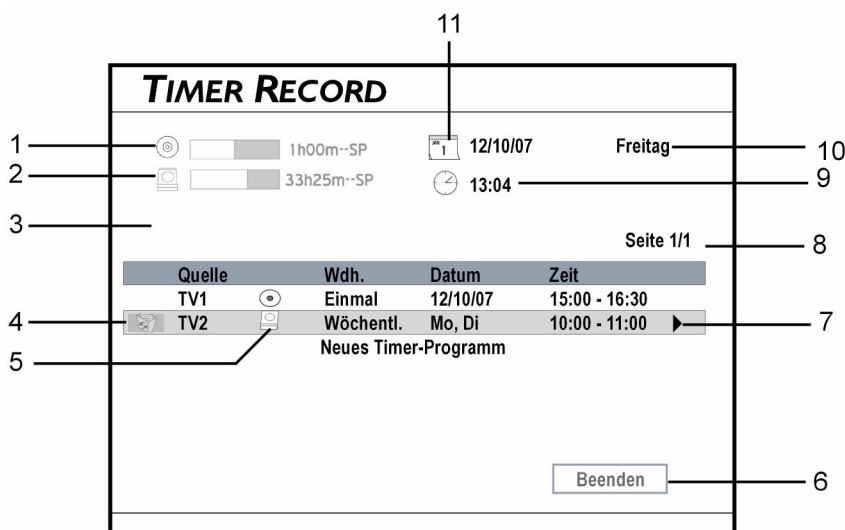 11
TIMER RECORD
1 1h00m--SP JAN 1 12/10/07 Freitag 10
2 33h25m--SP 13:04 9
3
Seite 1/1 8
Quelle Wdh. Datum Zeit
TV1 Einmal 12/10/07 15:00 - 16:30
4 TV2 Wöchentl. Mo, Di 10:00 - 11:00 7
5 Neues Timer-Programm
Beenden 6